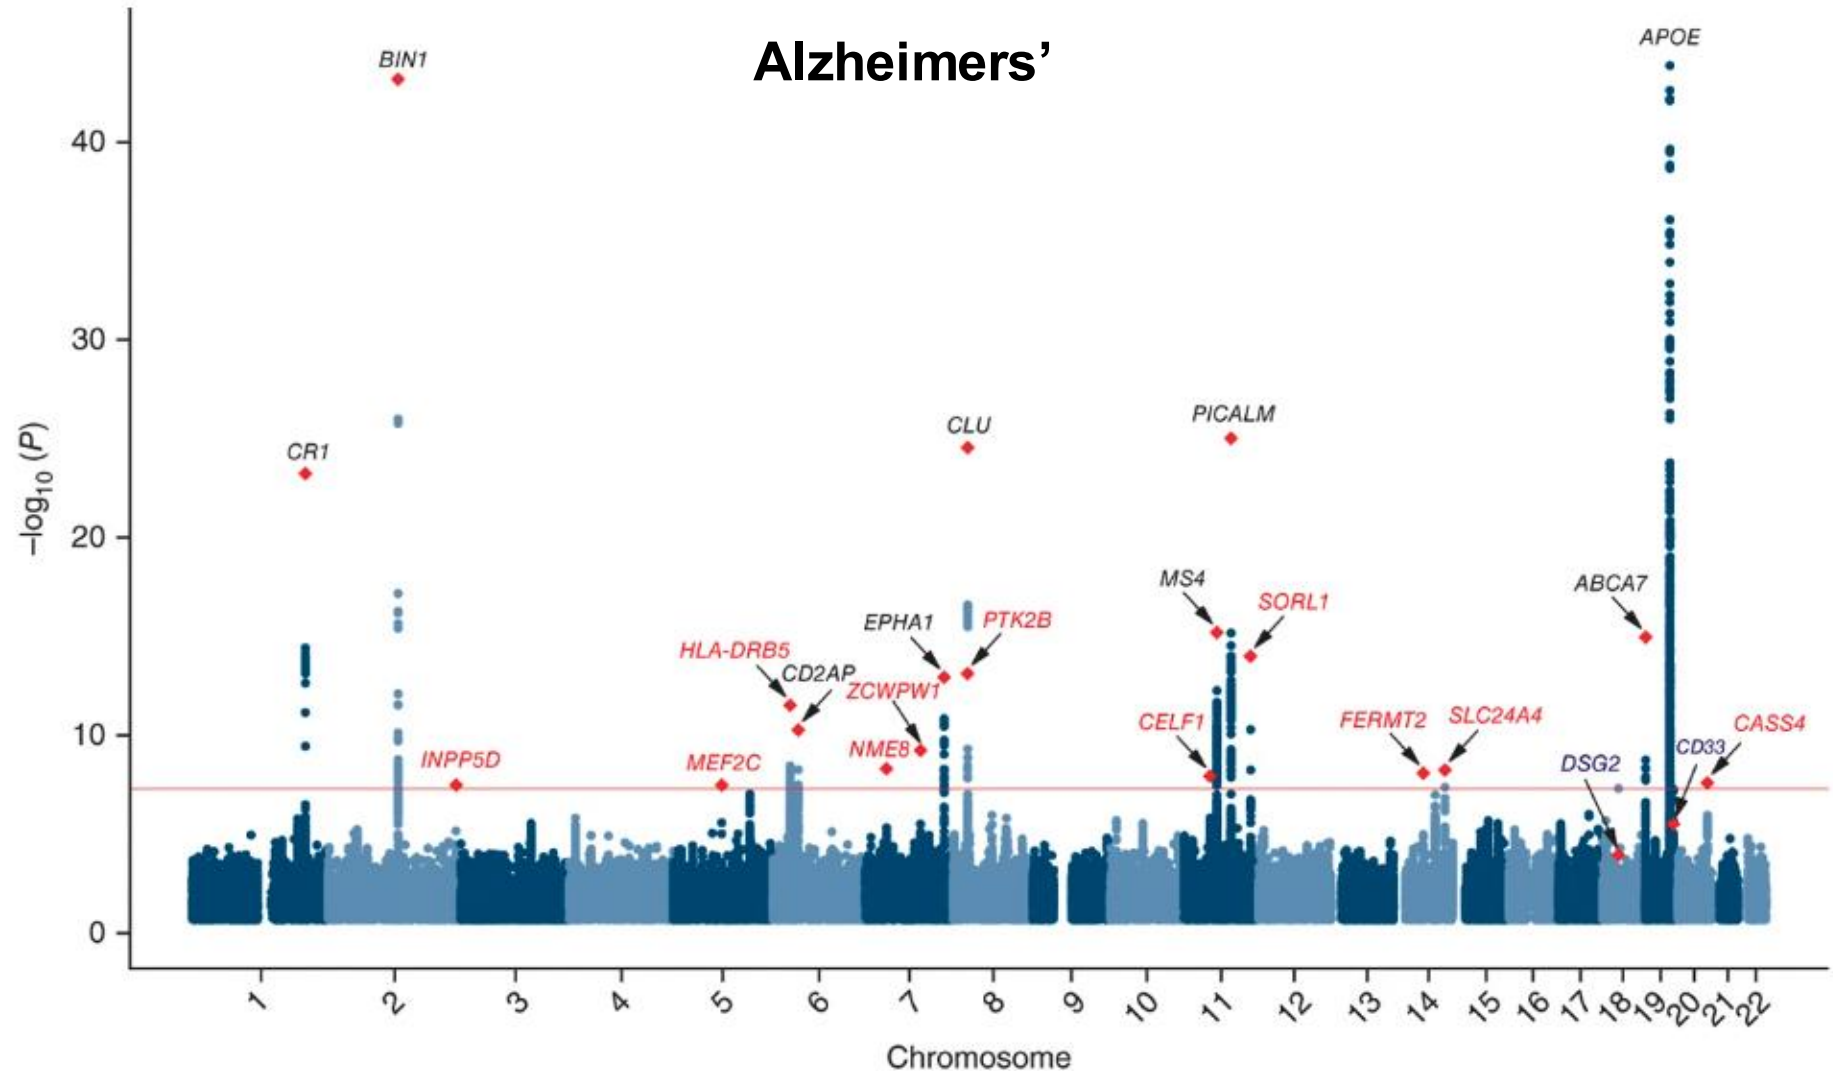 Alzheimers’
APOE
BIN1
40
30
CLU
PICALM
CR1
–log10 (P)
20
MS4
ABCA7
SORL1
EPHA1
PTK2B
HLA-DRB5
CD2AP
ZCWPW1
10
CELF1
FERMT2
SLC24A4
CASS4
NME8
INPP5D
MEF2C
DSG2
CD33
0
1 2 3 4 5 6 7 8 9 10 11 12 13 14 15 16 17 18 19 20 21 22
Chromosome